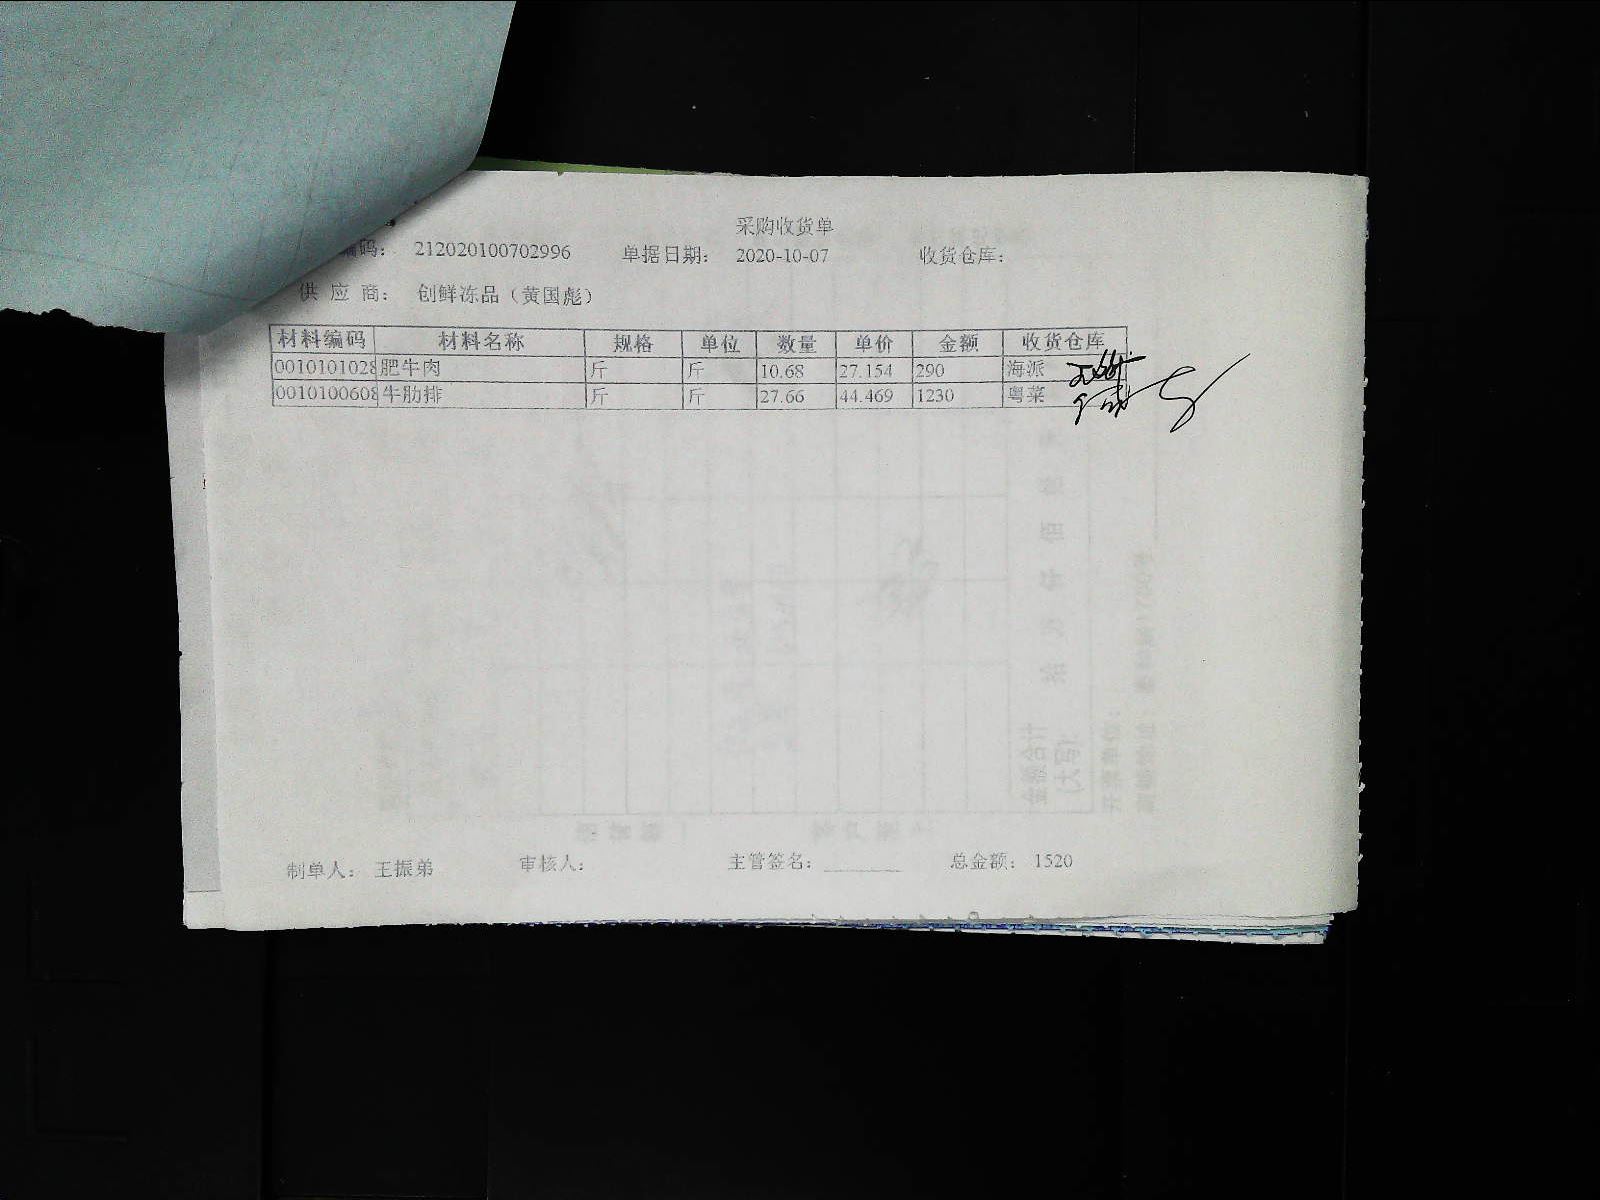 采购收货单
编码： 212020100702996 单据日期： 2020-10-07 收货仓库：
供 应 商： 创鲜冻品（黄国彪）
材料编码 材料名称 规格 单位 数量 单价 金额 收货仓库
0010101028 肥牛肉 斤 斤 10.68 27.154 290 海派
0010100608 牛肋排 斤 斤 27.66 44.469 1230 粤菜
制单人： 王振弟 审核人： 主管签名： 总金额： 1520